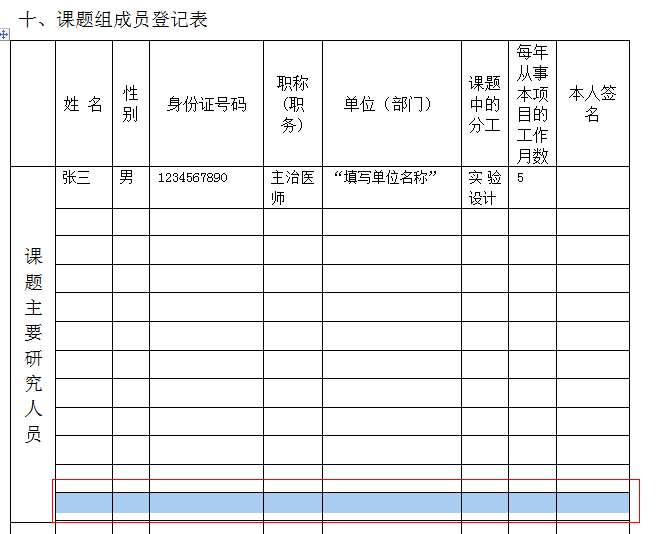 十、课题组成员登记表
姓 名
性
别
身份证号码
职称
（职
务）
单位（部门）
课题
中的
分工
每年
从事
本项
目的
工作
月数
本人签
名
张三
男
1234567890
主治医
师
“填写单位名称”
实 验
设计
5
课
题
主
要
研
究
人
员